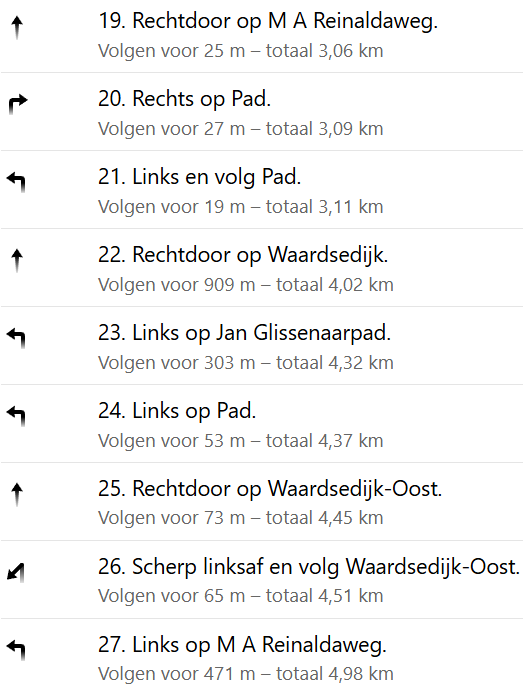 19. Rechtdoor op M A Reinaldaweg.
Volgen voor 25 m – totaal 3,06 km
20. Rechts op Pad.
Volgen voor 27 m – totaal 3,09 km
21. Links en volg Pad.
Volgen voor 19 m – totaal 3,11 km
22. Rechtdoor op Waardsedijk.
Volgen voor 909 m – totaal 4,02 km
23. Links op Jan Glissenaarpad.
Volgen voor 303 m – totaal 4,32 km
24. Links op Pad.
Volgen voor 53 m – totaal 4,37 km
25. Rechtdoor op Waardsedijk-Oost.
Volgen voor 73 m – totaal 4,45 km
26. Scherp linksaf en volg Waardsedijk-Oost.
Volgen voor 65 m – totaal 4,51 km
27. Links op M A Reinaldaweg.
Volgen voor 471 m – totaal 4,98 km